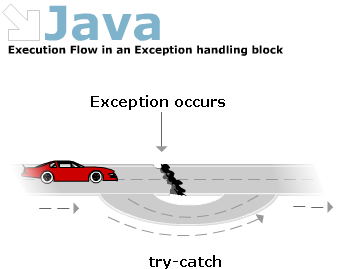 Java
Execution Flow in an Exception handling block
Exception occurs
try-catch